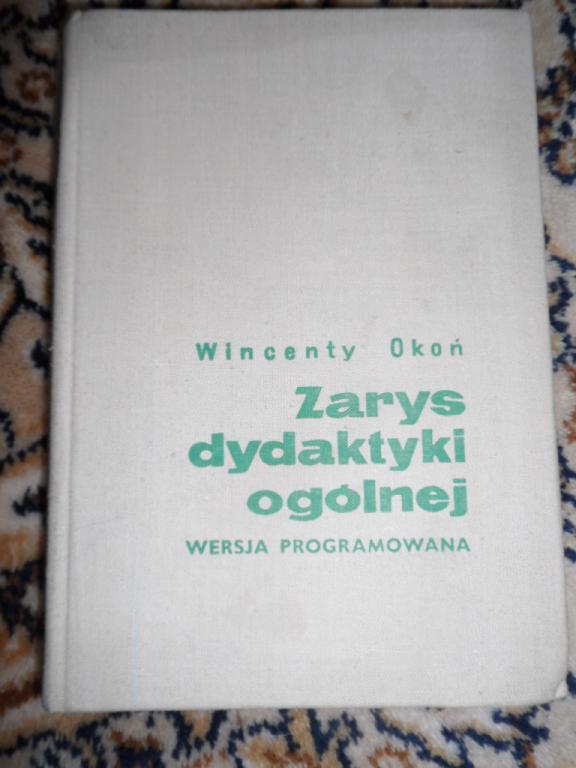 Wincenty Okoń
Zarys
dydaktyki
ogólnej
WERSJA PROGRAMOWANA